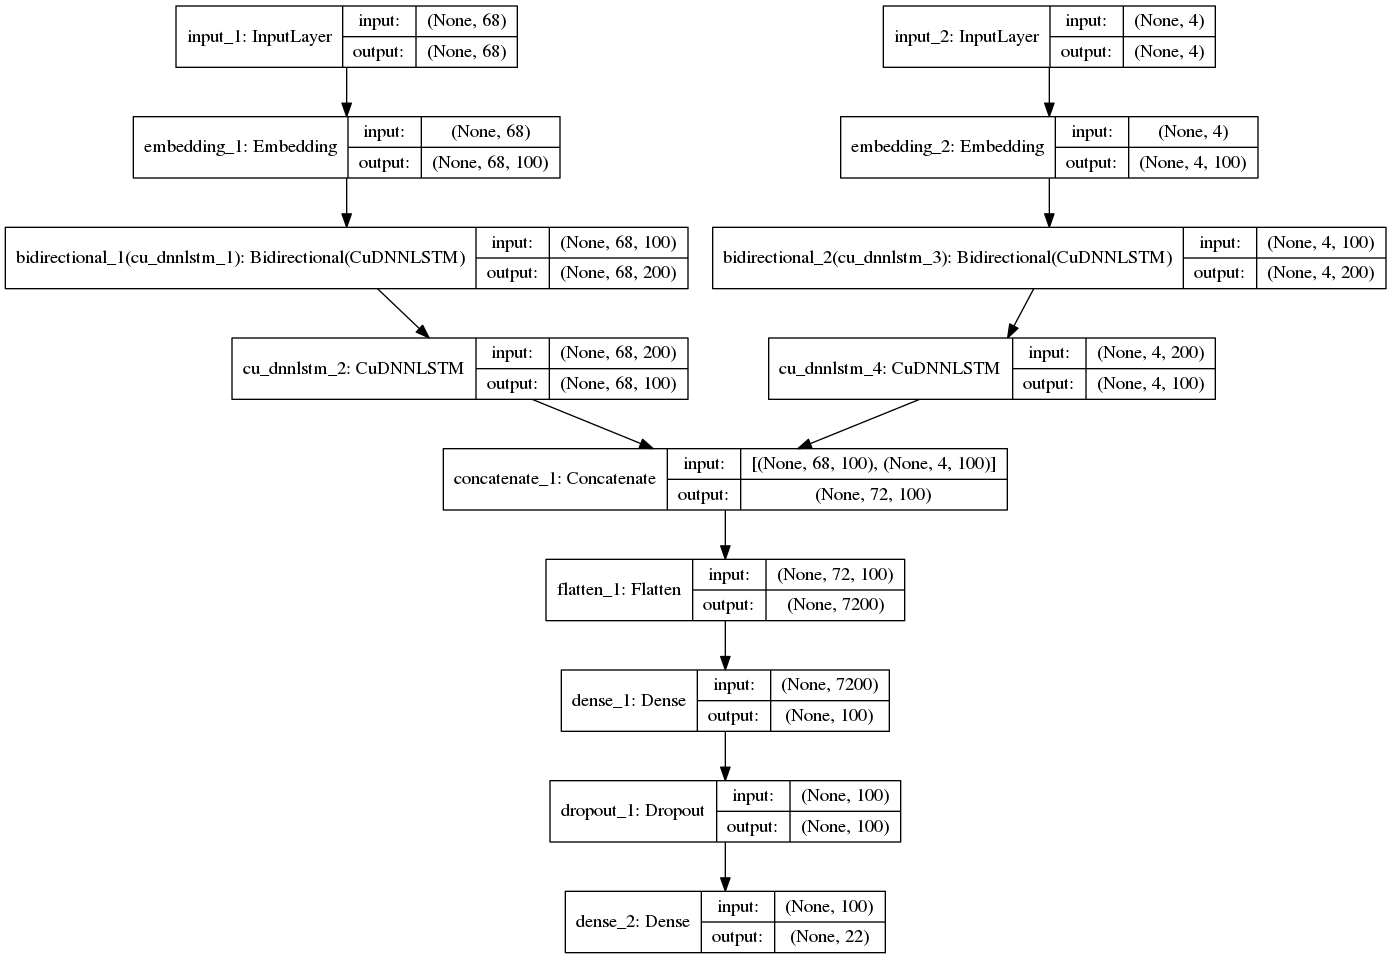 input_1: InputLayer
input: (None, 68)
output: (None, 68)
input_2: InputLayer
input: (None, 4)
output: (None, 4)
embedding_1: Embedding
input: (None, 68)
output: (None, 68, 100)
embedding_2: Embedding
input: (None, 4)
output: (None, 4, 100)
bidirectional_1(cu_dnnlstm_1): Bidirectional(CuDNNLSTM)
input: (None, 68, 100)
output: (None, 68, 200)
bidirectional_2(cu_dnnlstm_3): Bidirectional(CuDNNLSTM)
input: (None, 4, 100)
output: (None, 4, 200)
cu_dnnlstm_2: CuDNNLSTM
input: (None, 68, 200)
output: (None, 68, 100)
cu_dnnlstm_4: CuDNNLSTM
input: (None, 4, 200)
output: (None, 4, 100)
concatenate_1: Concatenate
input: [(None, 68, 100), (None, 4, 100)]
output: (None, 72, 100)
flatten_1: Flatten
input: (None, 72, 100)
output: (None, 7200)
dense_1: Dense
input: (None, 7200)
output: (None, 100)
dropout_1: Dropout
input: (None, 100)
output: (None, 100)
dense_2: Dense
input: (None, 100)
output: (None, 22)